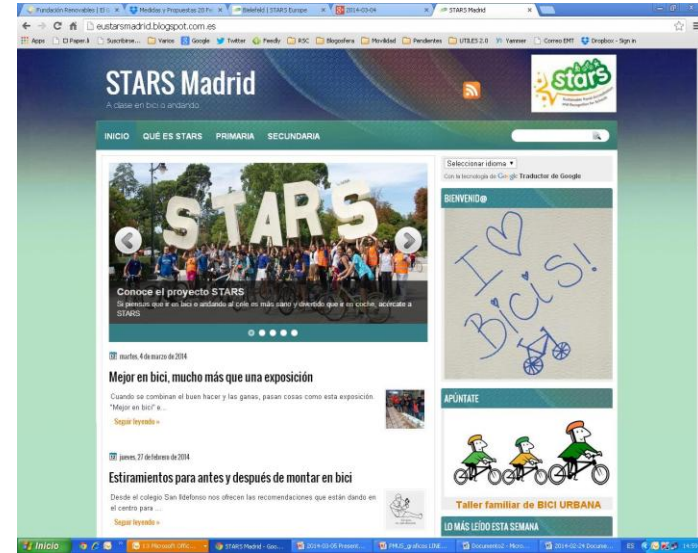 Fundación Renovables | El
Medidas y Propuestas 20
Bielefeld | STARS Europe
2014-03-04
STARS Madrid
eustarsmadrid.blogspot.com.es
Apps
El Paper.li
Suscribirse...
Varios
Google
Twitter
Feedly
RSC
Blogosfera
Movilidad
Pendientes
UTILES 2.0
Yammer
Correo EMT
Dropbox - Sign in
STARS Madrid
A clase en bici o andando
stars
INICIO QUÉ ES STARS PRIMARIA SECUNDARIA
Seleccionar idioma
Con la tecnología de Google Traductor de Google
STARS
Conoce el proyecto STARS
Si piensas que ir en bici o andando al cole es más sano y divertido que ir en coche, acércate a
STARS
BIENVENID@
I
Bicis!
martes, 4 de marzo de 2014
Mejor en bici, mucho más que una exposición
Cuando se combinan el buen hacer y las ganas, pasan cosas como esta exposición.
"Mejor en bici" e...
Seguir leyendo »
APÚNTATE
Taller familiar de BICI URBANA
jueves, 27 de febrero de 2014
Estiramientos para antes y después de montar en bici
Desde el colegio San Ildefonso nos ofrecen las recomendaciones que están dando en
el centro para ...
Seguir leyendo »
LO MÁS LEÍDO ESTA SEMANA
Inicio
STARS Madrid - Goo...
2014-03-05 Present...
PMUS_graficos LINE...
Documento2 - Micro...
2014-02-24 Docume...
ES